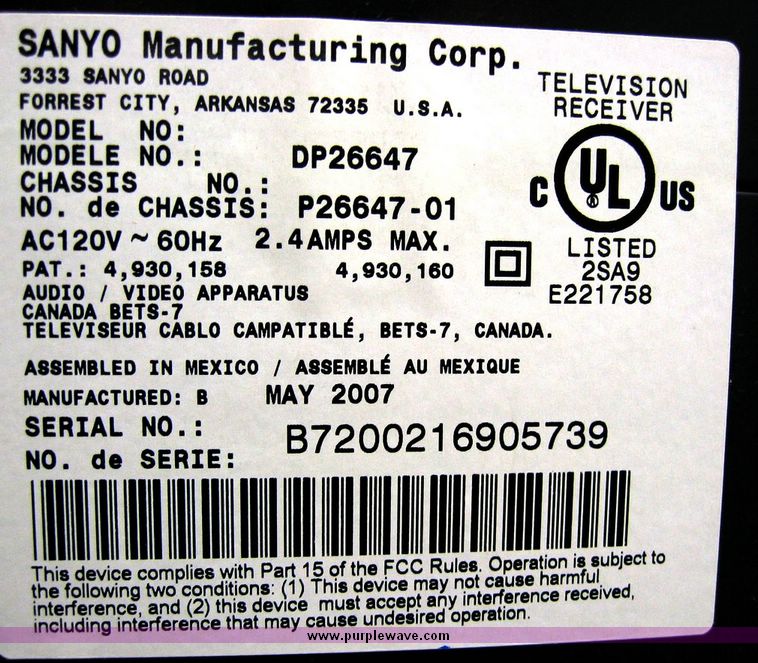 SANYO Manufacturing Corp.
3333 SANYO ROAD
FORREST CITY, ARKANSAS 72335 U.S.A.
TELEVISION
RECEIVER
MODEL NO:
MODELE NO.: DP26647
CHASSIS NO.:
NO. de CHASSIS: P26647-01
C UL ® US
AC120V ~ 60Hz 2.4AMPS MAX.
LISTED
2SA9
E221758
PAT.: 4,930,158 4,930,160
AUDIO / VIDEO APPARATUS
CANADA BETS-7
TELEVISEUR CABLO CAMPATIBLÉ, BETS-7, CANADA.
ASSEMBLED IN MEXICO / ASSEMBLÉ AU MEXIQUE
MANUFACTURED: B MAY 2007
SERIAL NO.:
NO. de SERIE: B7200216905739
This device complies with Part 15 of the FCC Rules. Operation is subject to
the following two conditions: (1) This device may not cause harmful
interference, and (2) this device must accept any interference received,
including interference that may cause undesired operation.
www.purplewave.com